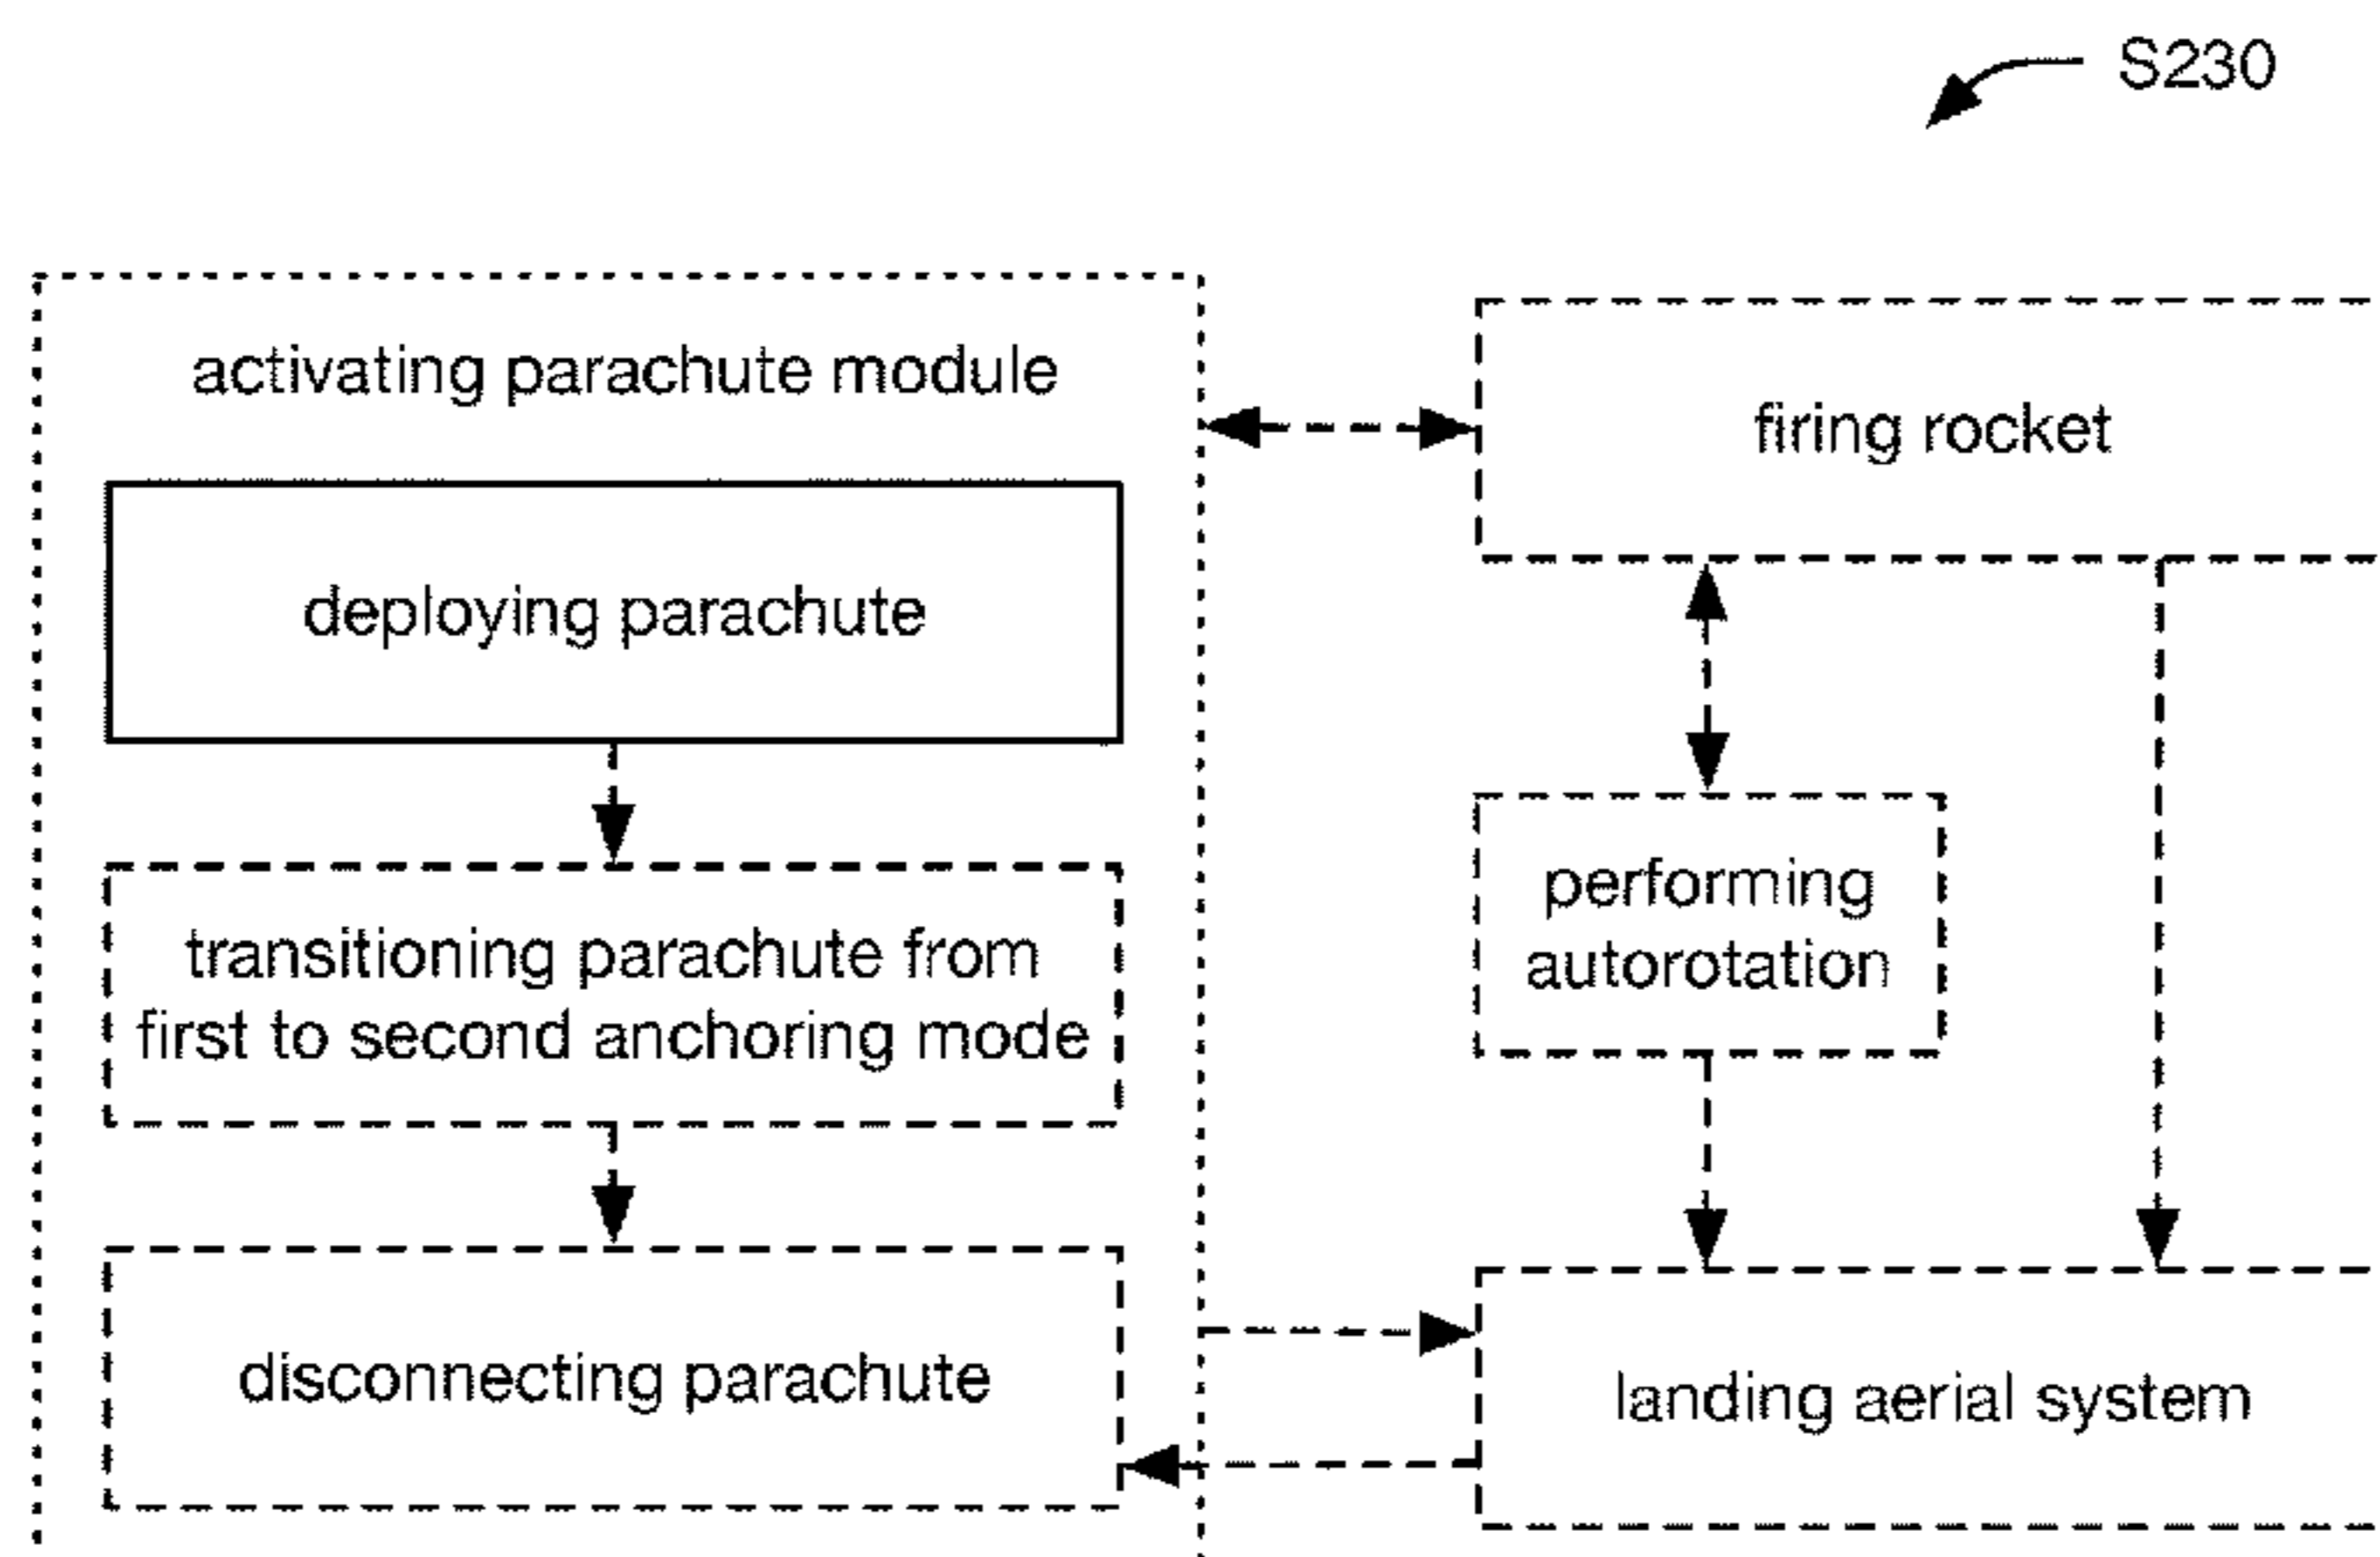 S230
activating parachute module
deploying parachute
transitioning parachute from
first to second anchoring mode
disconnecting parachute
firing rocket
performing
autorotation
landing aerial system